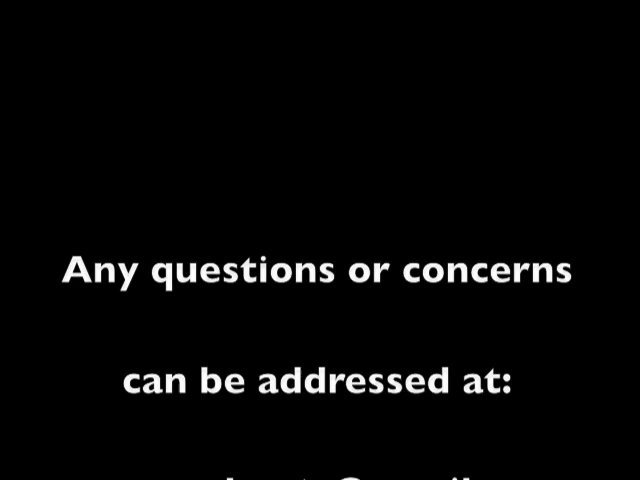 Any questions or concerns
can be addressed at: